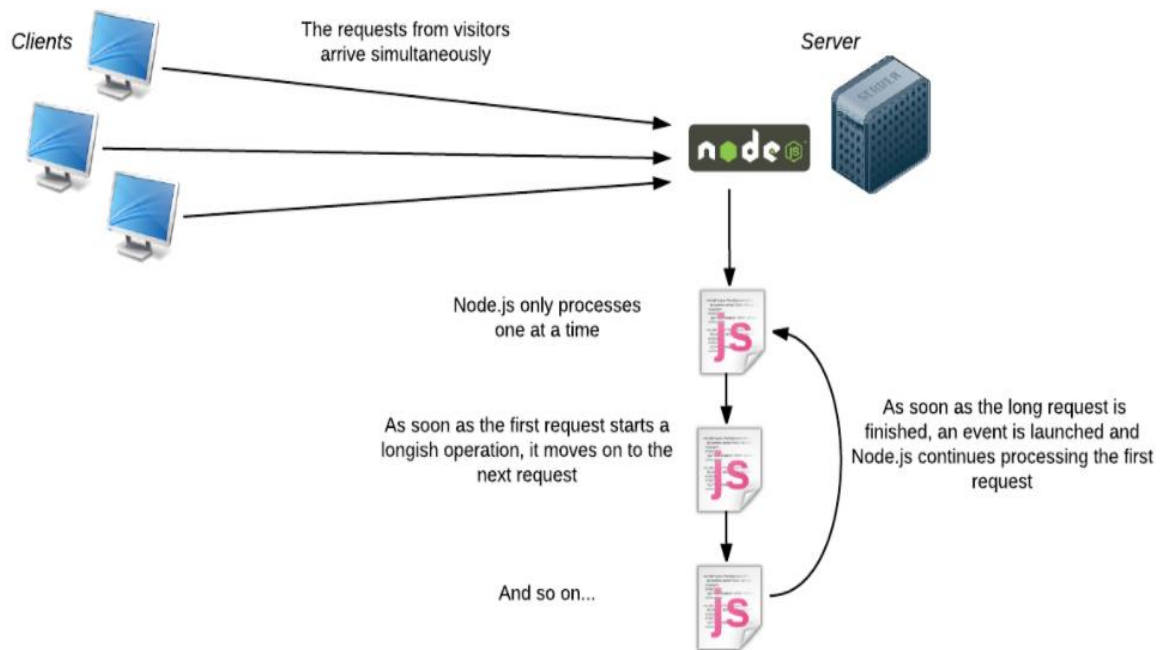 Clients
The requests from visitors
arrive simultaneously
Server
SERVER
node JS
Node.js only processes
one at a time
js
As soon as the first request starts a
longish operation, it moves on to the
next request
js
As soon as the long request is
finished, an event is launched and
Node.js continues processing the first
request
And so on...
js